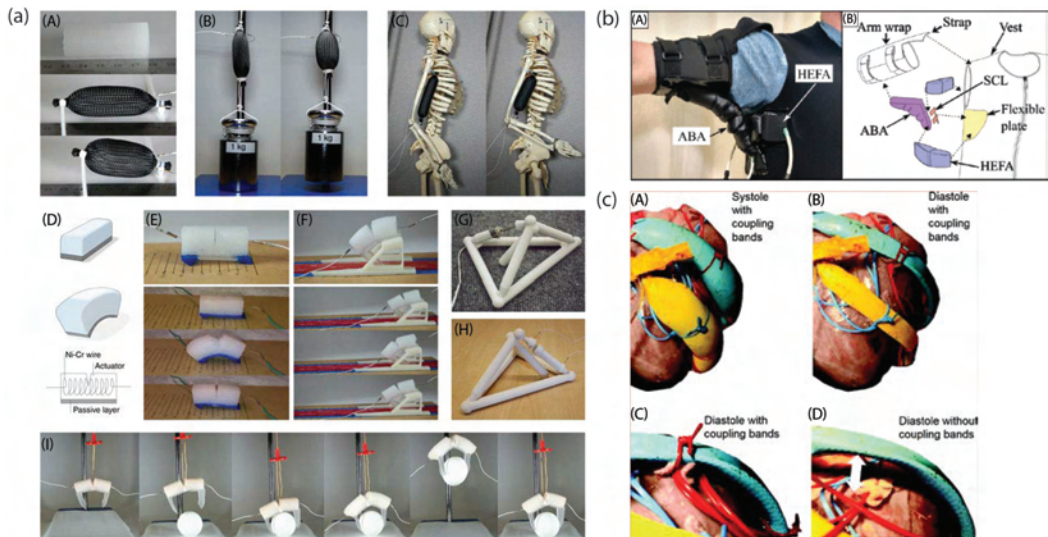 (a)
(A)
(B)
(C)
1 kg
1 kg
(D)
(E)
(F)
(G)
(H)
Ni-Cr wire
Actuator
Passive layer
(I)
(b)
(A)
HEFA
ABA
(B)
Arm wrap
Strap
Vest
SCL
Flexible
plate
ABA
HEFA
(c)
(A)
Systole
with
coupling
bands
(B)
Diastole
with
coupling
bands
(C)
Diastole with
coupling bands
(D)
Diastole without
coupling bands